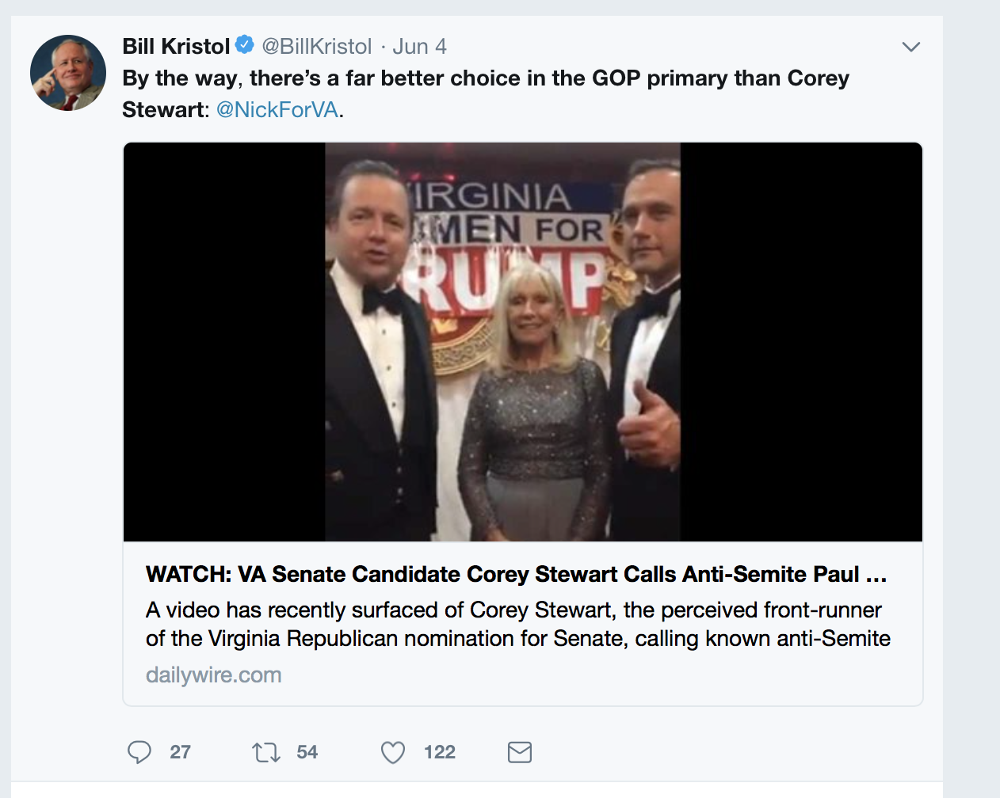 Bill Kristol @BillKristol · Jun 4
By the way, there's a far better choice in the GOP primary than Corey
Stewart: @NickForVA.
VIRGINIA
MEN FOR
RUMP
WATCH: VA Senate Candidate Corey Stewart Calls Anti-Semite Paul ...
A video has recently surfaced of Corey Stewart, the perceived front-runner
of the Virginia Republican nomination for Senate, calling known anti-Semite
dailywire.com
27 54 122